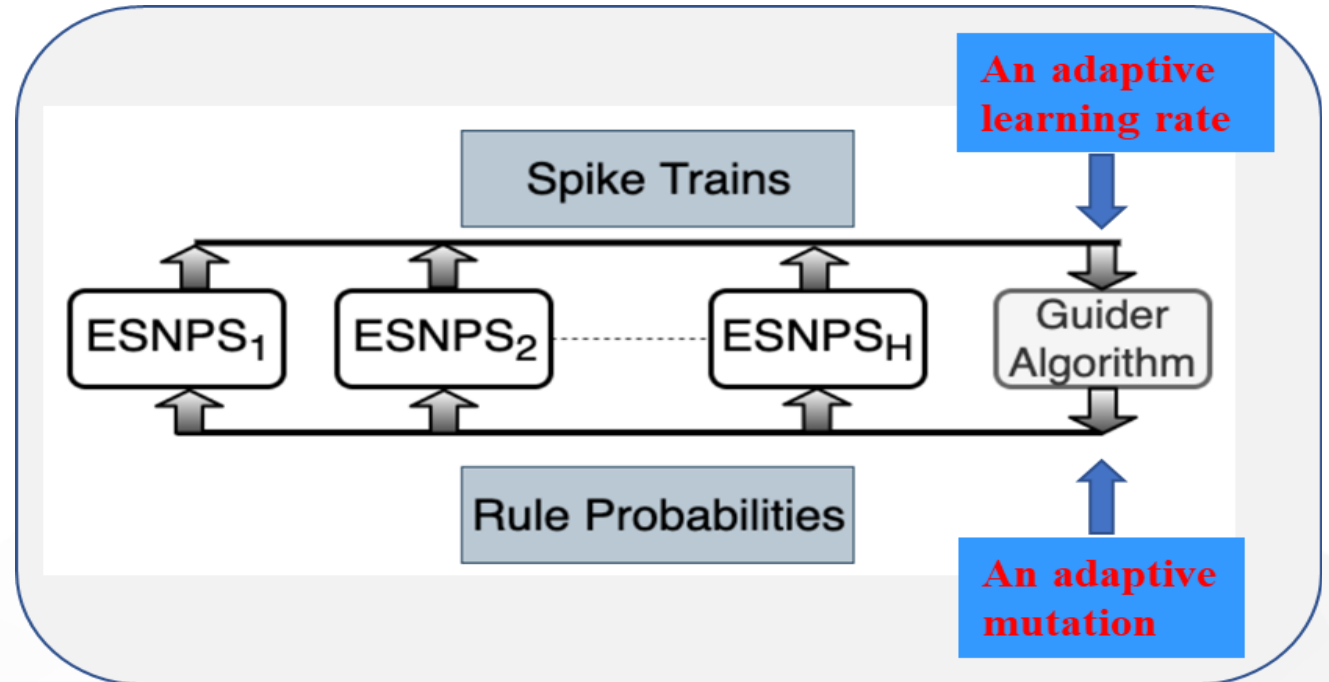 An adaptive
learning rate
Spike Trains
ESNPS₁
ESNPS₂
ESNPSH
Guider
Algorithm
Rule Probabilities
An adaptive
mutation